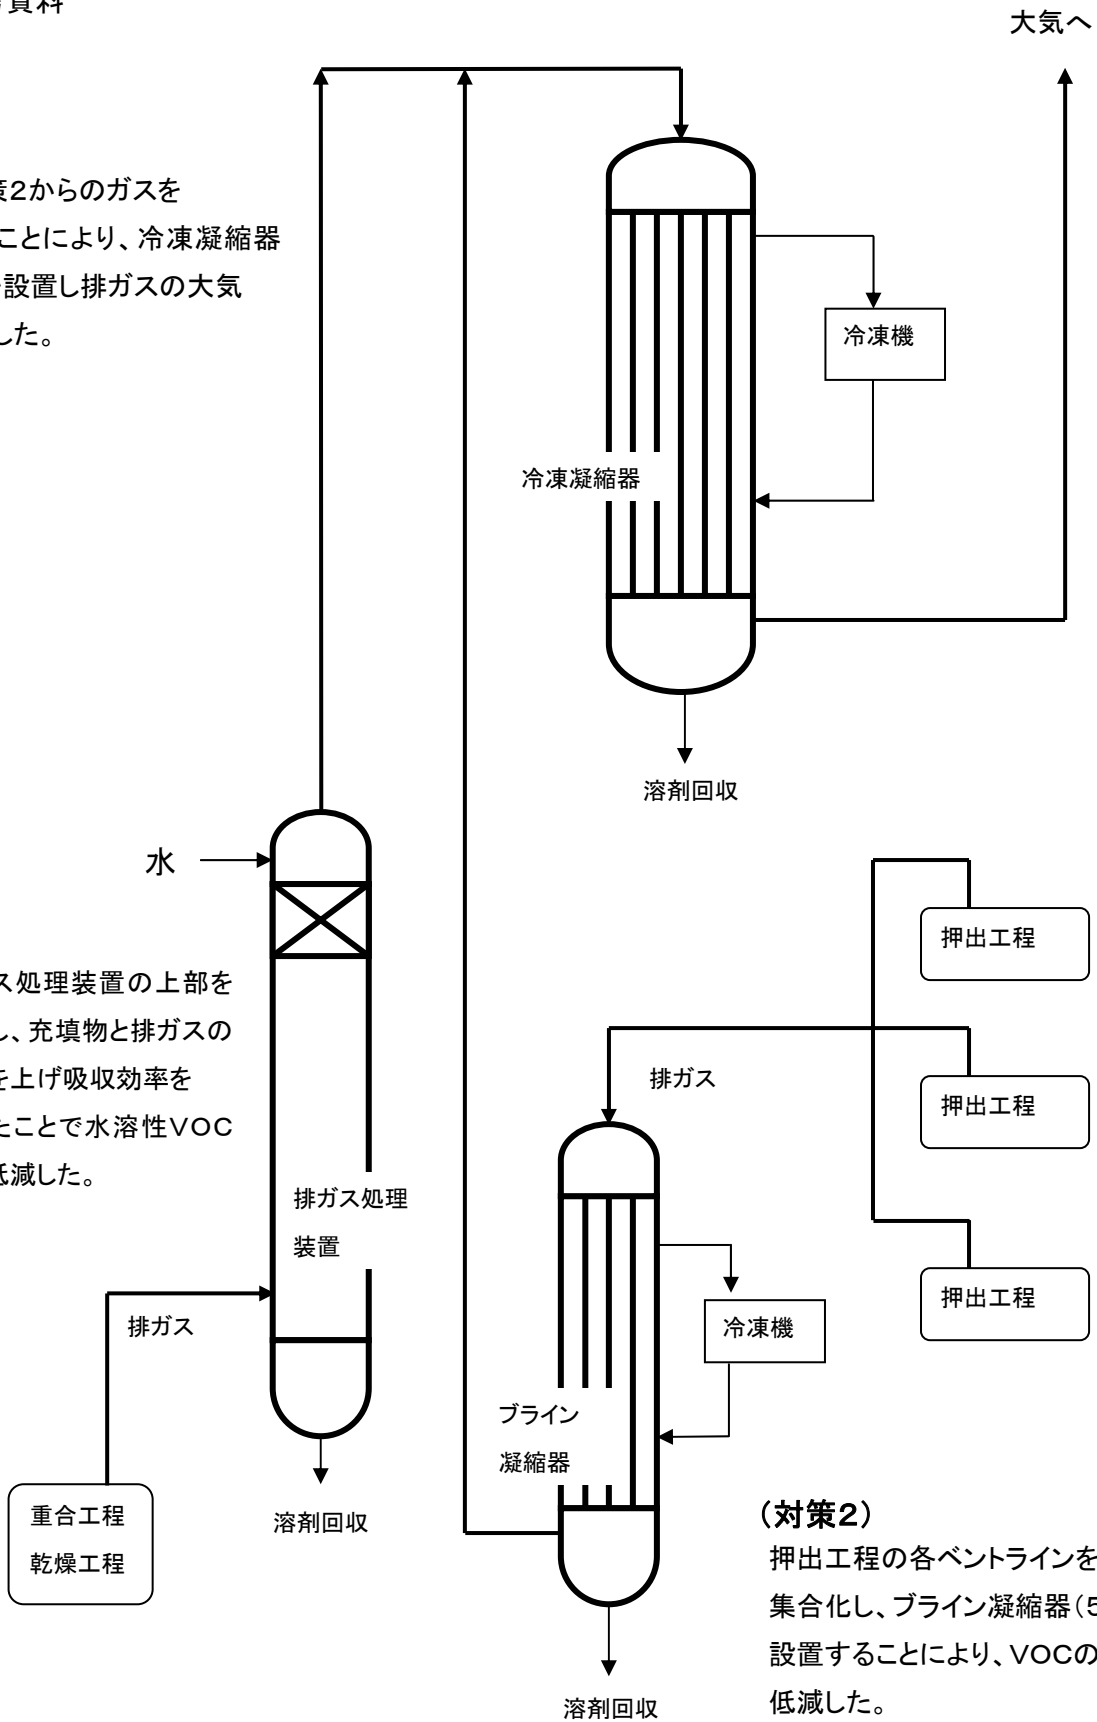 資料
大気へ
策2からのガスを
ことにより、冷凍凝縮器
設置し排ガスの大気
した。
冷凍機
冷凍凝縮器
溶剤回収
水
押出工程
ス処理装置の上部を
し、充填物と排ガスの
を上げ吸収効率を
たことで水溶性VOC
低減した。
排ガス
押出工程
排ガス処理
装置
押出工程
排ガス
冷凍機
ブライン
凝縮器
重合工程
乾燥工程
溶剤回収
(対策2)
押出工程の各ベントラインを
集合化し、ブライン凝縮器(5
設置することにより、VOCの
低減した。
溶剤回収